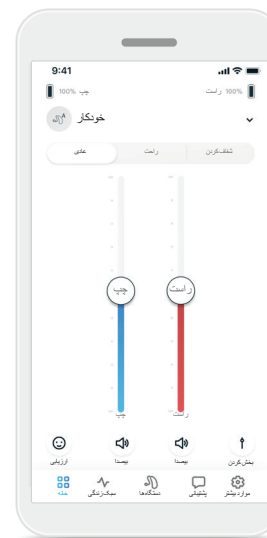 9:41
چپ 100%
راست 100%
خودکار
عادی
راحت
شفاف‌کردن
چپ
راست
چپ
راست
ارزیابی
بیصدا
بیصدا
پخش کردن
خانه
سبک زندگی
دستگاه‌ها
پشتیبانی
موارد بیشتر